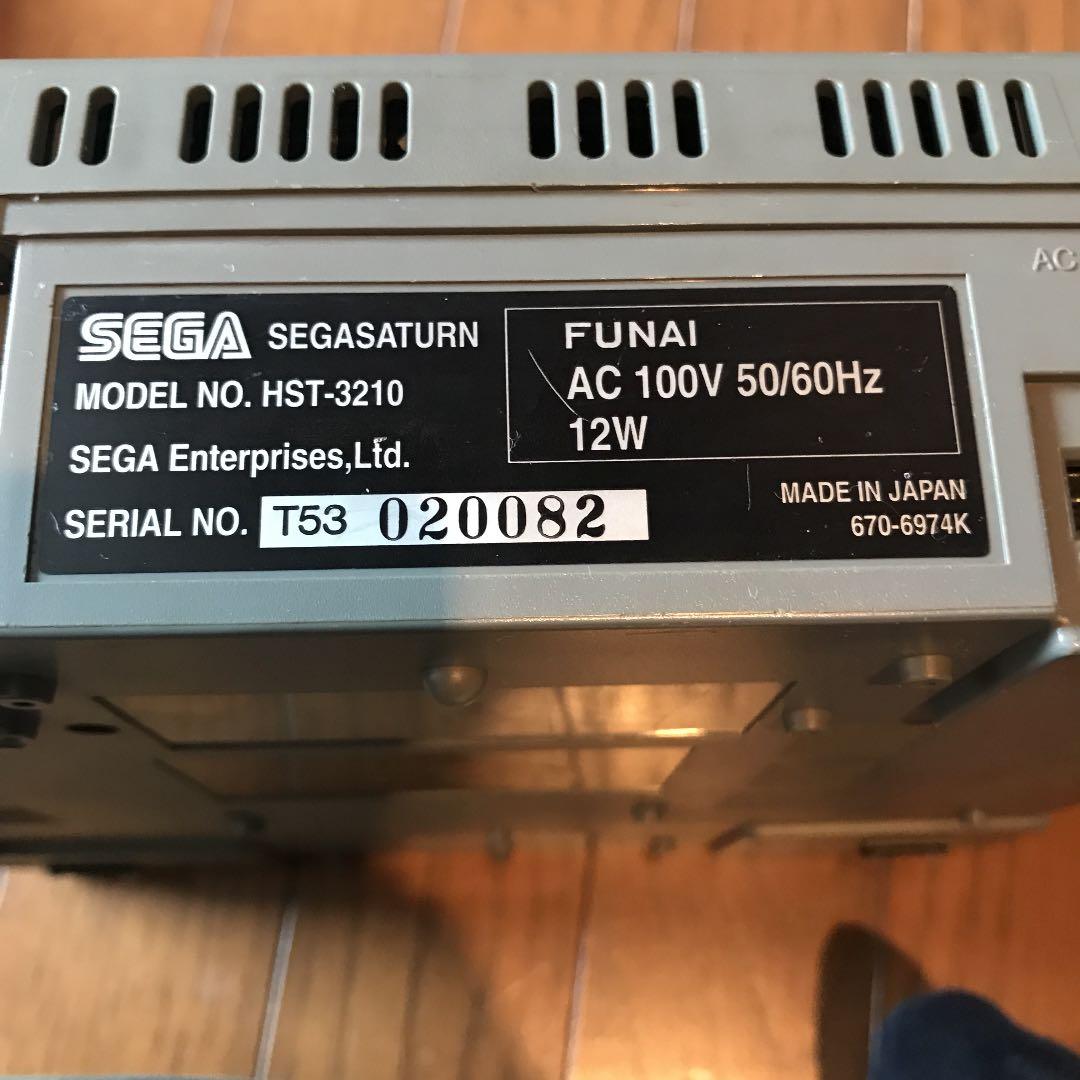 AC
SEGA SEGASATURN
MODEL NO. HST-3210
SEGA Enterprises,Ltd.
SERIAL NO. T53 020082
FUNAI
AC 100V 50/60Hz
12W
MADE IN JAPAN
670-6974K